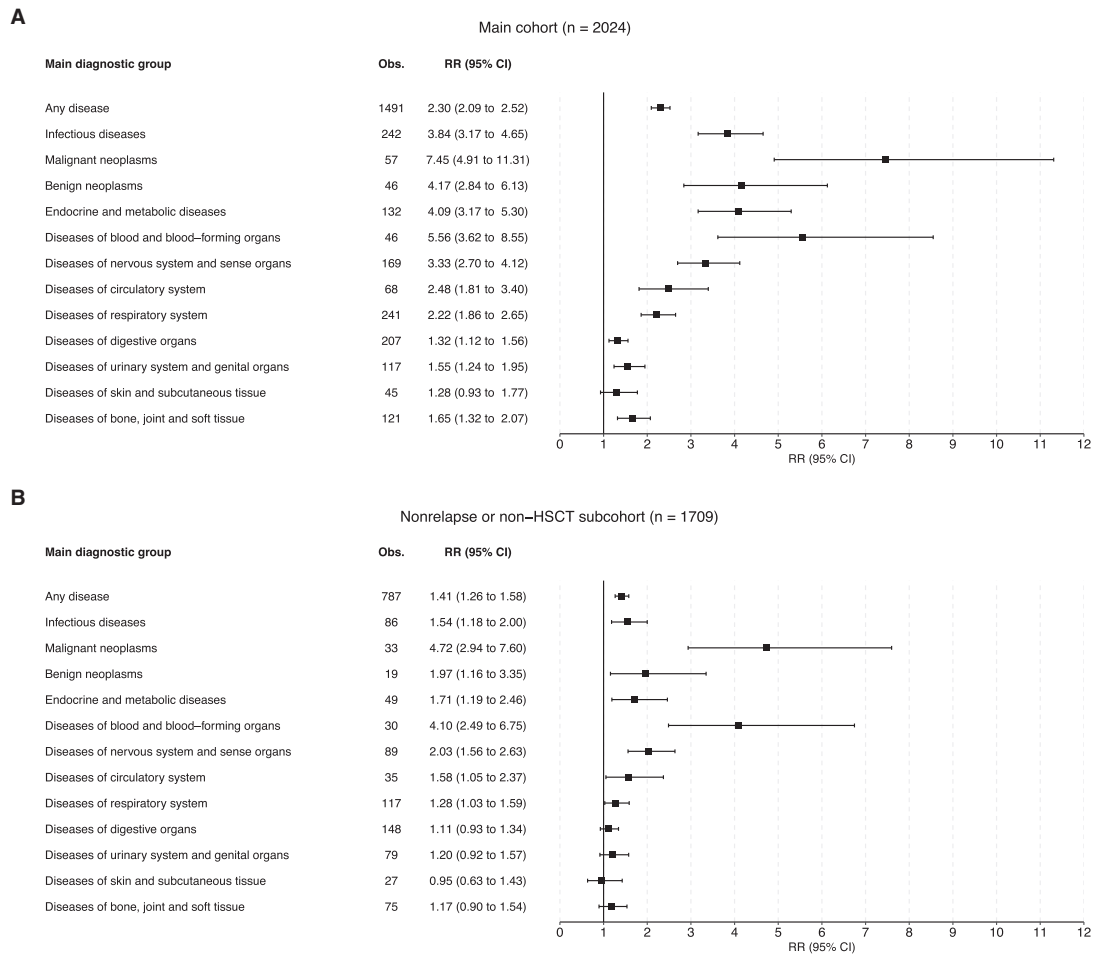 A
Main cohort (n = 2024)
Main diagnostic group Obs. RR (95% CI)
Any disease 1491 2.30 (2.09 to 2.52)
Infectious diseases 242 3.84 (3.17 to 4.65)
Malignant neoplasms 57 7.45 (4.91 to 11.31)
Benign neoplasms 46 4.17 (2.84 to 6.13)
Endocrine and metabolic diseases 132 4.09 (3.17 to 5.30)
Diseases of blood and blood–forming organs 46 5.56 (3.62 to 8.55)
Diseases of nervous system and sense organs 169 3.33 (2.70 to 4.12)
Diseases of circulatory system 68 2.48 (1.81 to 3.40)
Diseases of respiratory system 241 2.22 (1.86 to 2.65)
Diseases of digestive organs 207 1.32 (1.12 to 1.56)
Diseases of urinary system and genital organs 117 1.55 (1.24 to 1.95)
Diseases of skin and subcutaneous tissue 45 1.28 (0.93 to 1.77)
Diseases of bone, joint and soft tissue 121 1.65 (1.32 to 2.07)
0 1 2 3 4 5 6 7 8 9 10 11 12
RR (95% CI)
B
Nonrelapse or non–HSCT subcohort (n = 1709)
Main diagnostic group Obs. RR (95% CI)
Any disease 787 1.41 (1.26 to 1.58)
Infectious diseases 86 1.54 (1.18 to 2.00)
Malignant neoplasms 33 4.72 (2.94 to 7.60)
Benign neoplasms 19 1.97 (1.16 to 3.35)
Endocrine and metabolic diseases 49 1.71 (1.19 to 2.46)
Diseases of blood and blood–forming organs 30 4.10 (2.49 to 6.75)
Diseases of nervous system and sense organs 89 2.03 (1.56 to 2.63)
Diseases of circulatory system 35 1.58 (1.05 to 2.37)
Diseases of respiratory system 117 1.28 (1.03 to 1.59)
Diseases of digestive organs 148 1.11 (0.93 to 1.34)
Diseases of urinary system and genital organs 79 1.20 (0.92 to 1.57)
Diseases of skin and subcutaneous tissue 27 0.95 (0.63 to 1.43)
Diseases of bone, joint and soft tissue 75 1.17 (0.90 to 1.54)
0 1 2 3 4 5 6 7 8 9 10 11 12
RR (95% CI)